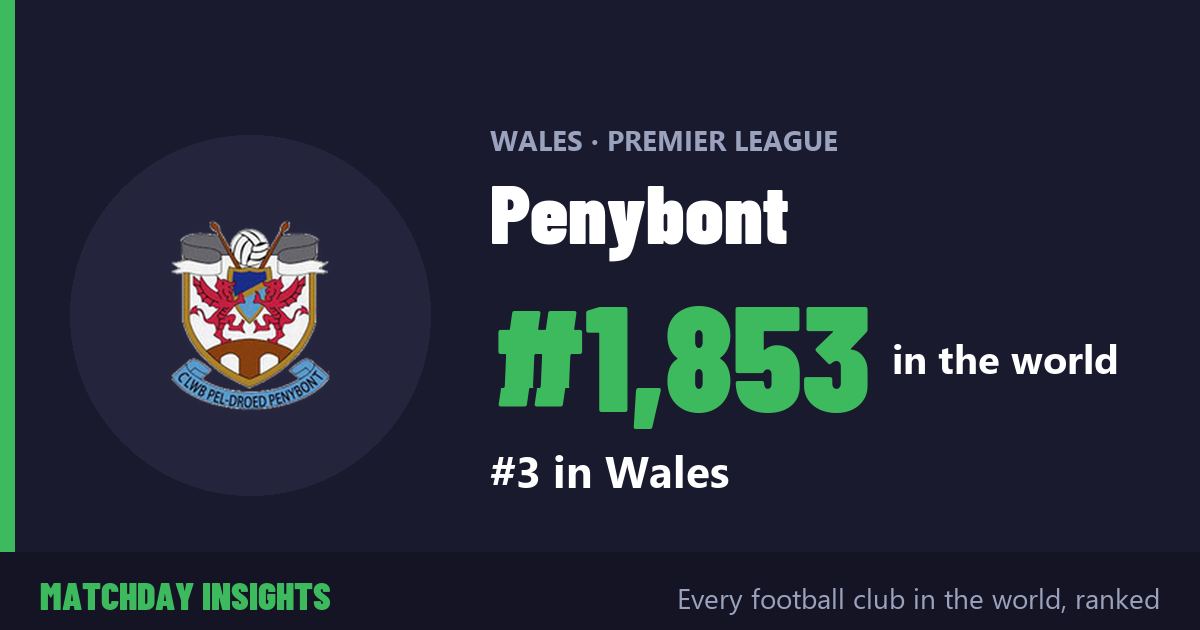 WALES · PREMIER LEAGUE
Penybont
#1,853 in the world
#3 in Wales
CLWB PEL-DROED PENYBONT
MATCHDAY INSIGHTS
Every football club in the world, ranked